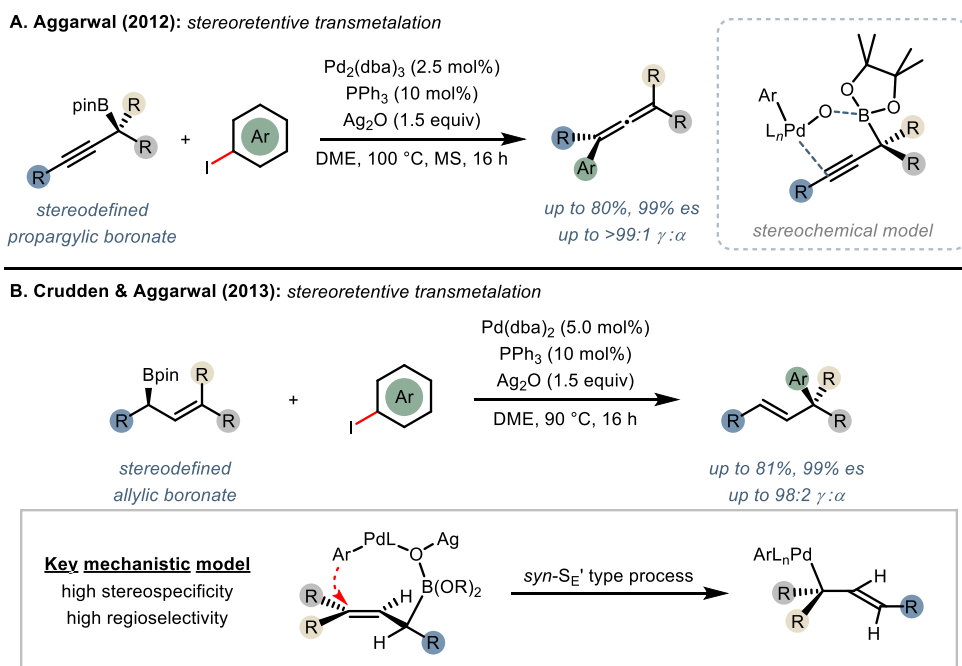 A. Aggarwal (2012): stereoretentive transmetalation
pinB
R
R
R
+
I
Ar
Pd₂(dba)₃ (2.5 mol%)
PPh₃ (10 mol%)
Ag₂O (1.5 equiv)
DME, 100 °C, MS, 16 h
R
R
R
Ar
stereodefined
propargylic boronate
up to 80%, 99% es
up to >99:1 γ:α
Ar
LₙPd
O
B
O
O
R
R
R
stereochemical model
B. Crudden & Aggarwal (2013): stereoretentive transmetalation
Bpin
R
R
R
+
I
Ar
Pd(dba)₂ (5.0 mol%)
PPh₃ (10 mol%)
Ag₂O (1.5 equiv)
DME, 90 °C, 16 h
Ar
R
R
R
stereodefined
allylic boronate
up to 81%, 99% es
up to 98:2 γ:α
Key mechanistic model
high stereospecificity
high regioselectivity
Ar
PdL
O
Ag
B(OR)₂
R
R
H
H
R
syn-Sᴇ' type process
ArLₙPd
R
R
H
H
R